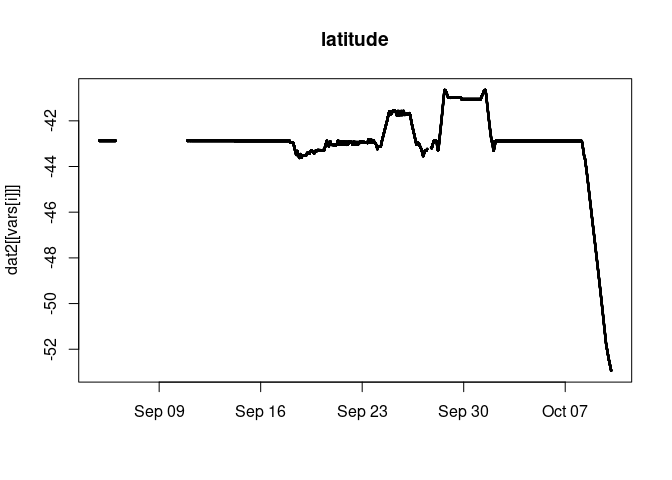 latitude
dat2[[vars[i]]]
-42
-44
-46
-48
-50
-52
Sep 09
Sep 16
Sep 23
Sep 30
Oct 07